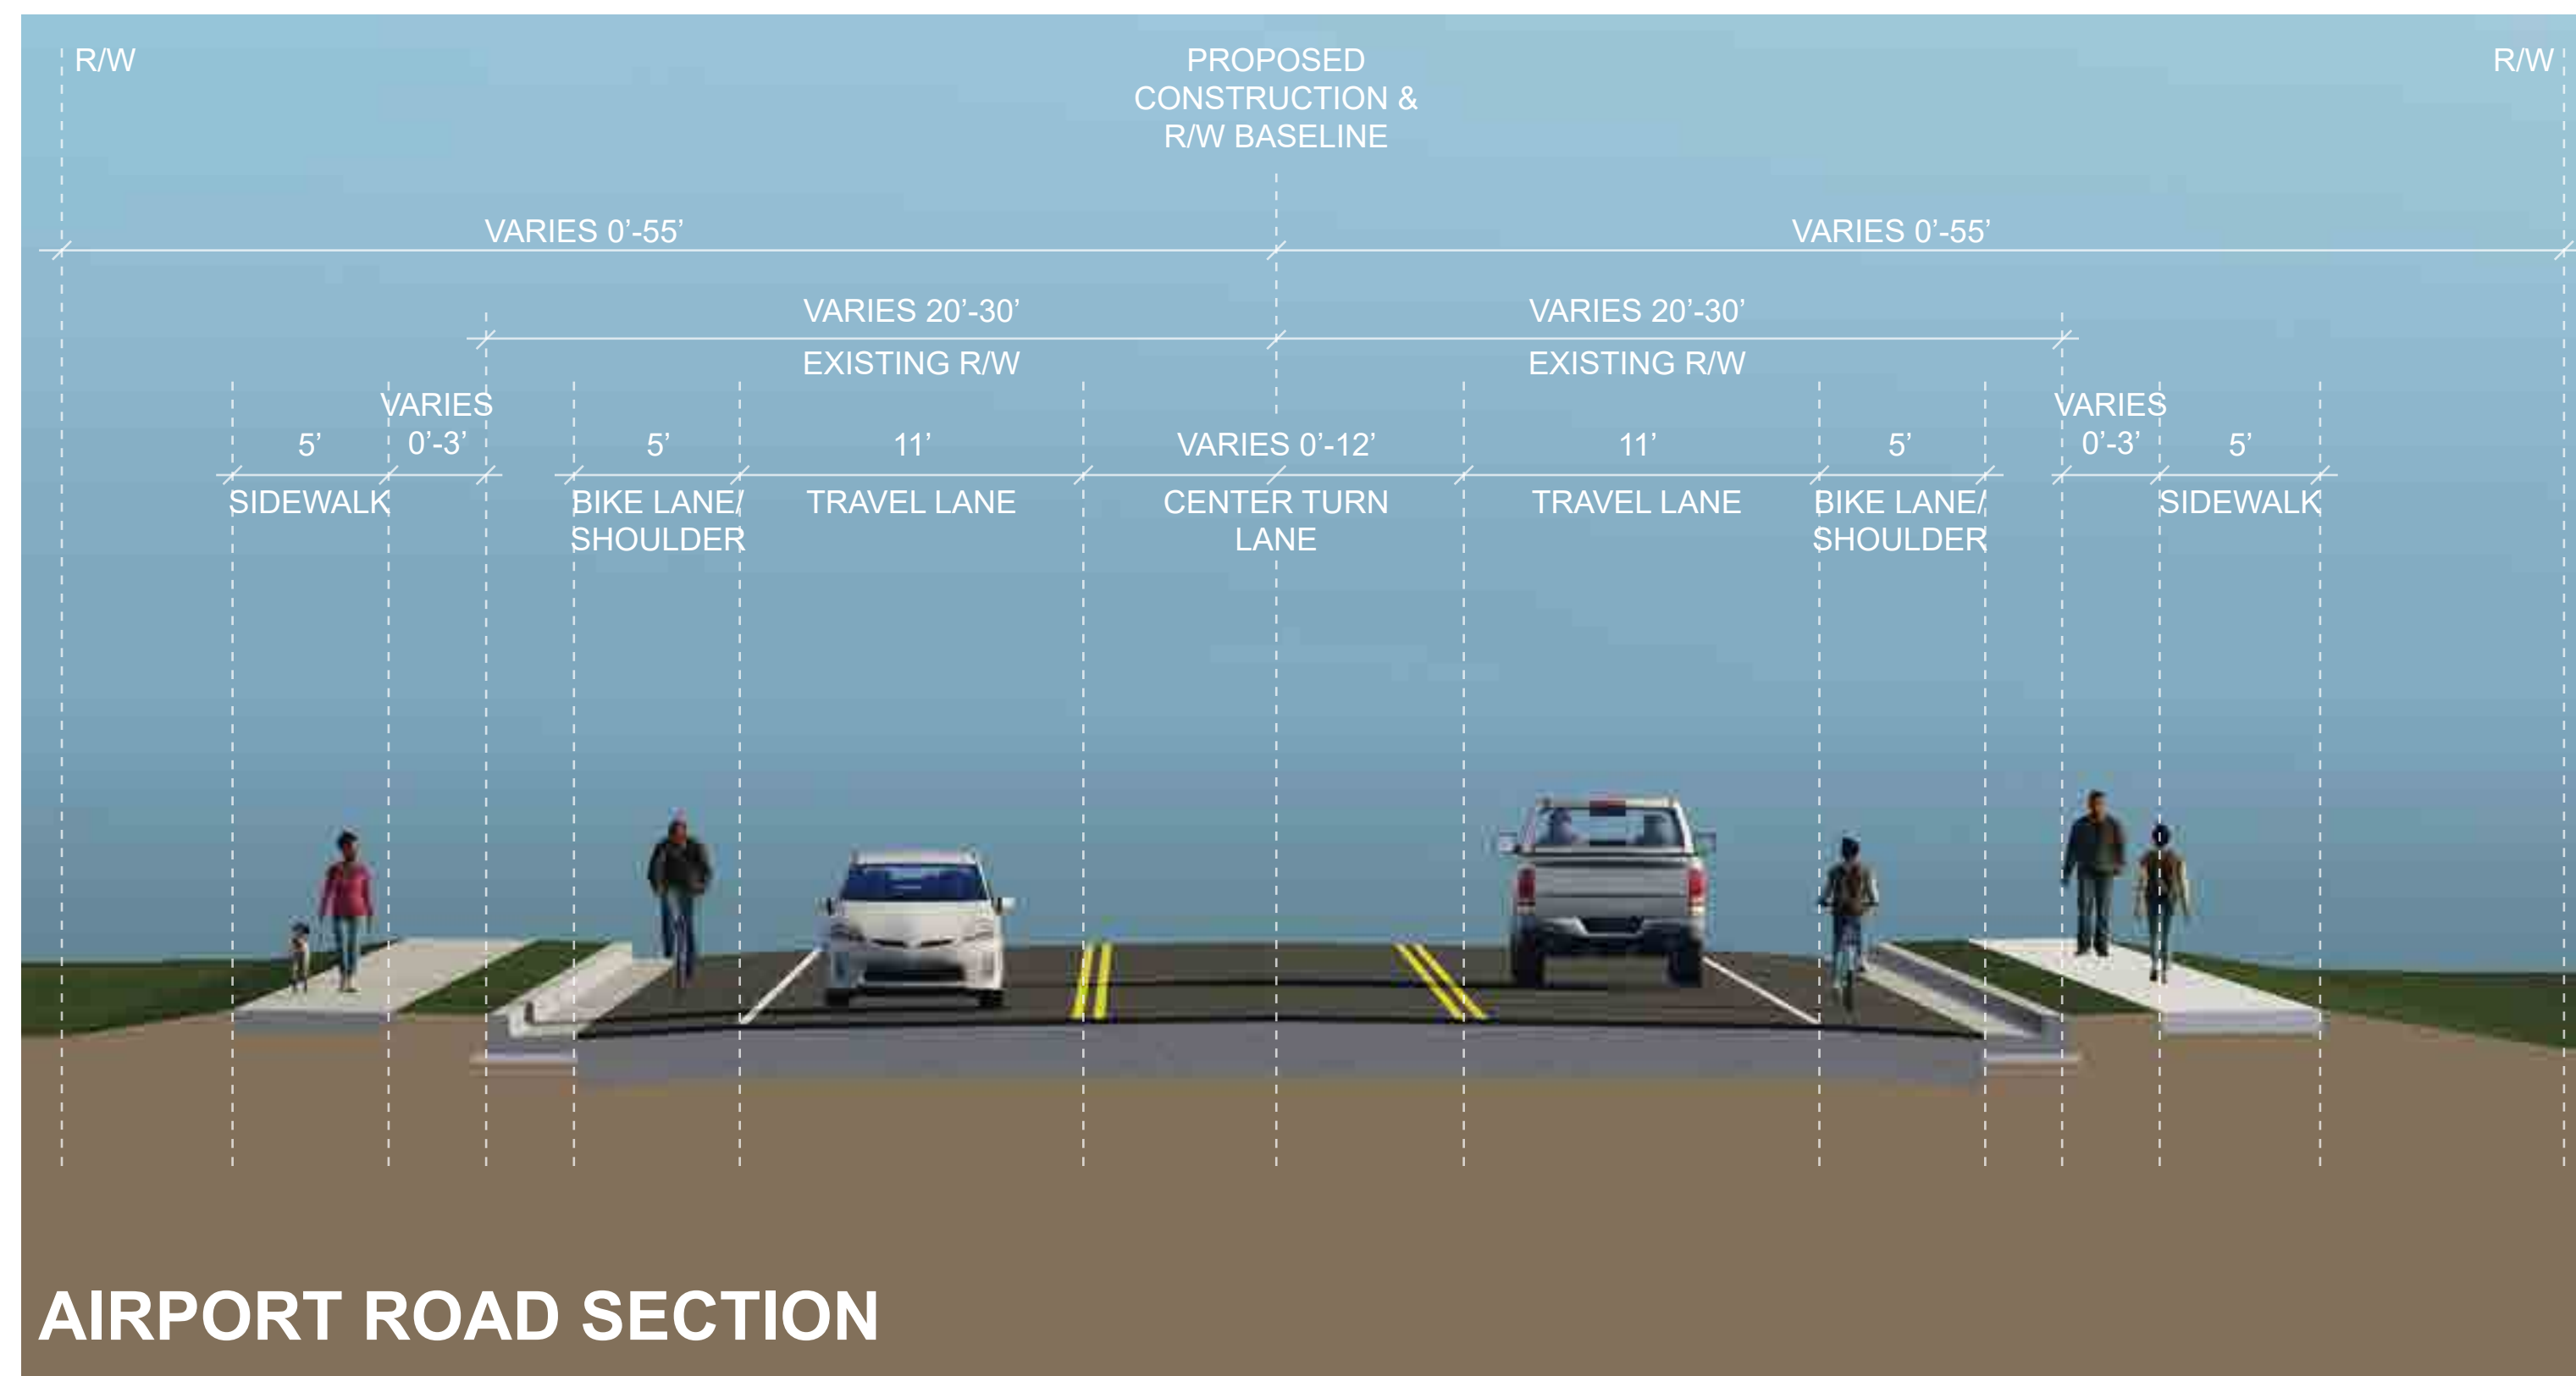 R/W
PROPOSED
CONSTRUCTION &
R/W BASELINE
R/W
VARIES 0’-55’
VARIES 0’-55’
VARIES 20’-30’
VARIES 20’-30’
EXISTING R/W
EXISTING R/W
VARIES
0’-3’
VARIES
0’-3’
5’
5’
11’
VARIES 0’-12’
11’
5’
5’
SIDEWALK
BIKE LANE/
SHOULDER
TRAVEL LANE
CENTER TURN
LANE
TRAVEL LANE
BIKE LANE/
SHOULDER
SIDEWALK
AIRPORT ROAD SECTION